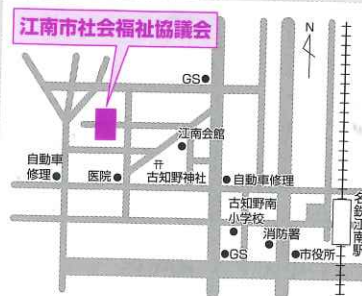 江南市社会福祉協議会
N
GS
江南会館
自動車
修理
医院
古知野神社
自動車修理
古知野南
小学校
消防署
GS
市役所
名鉄江南駅